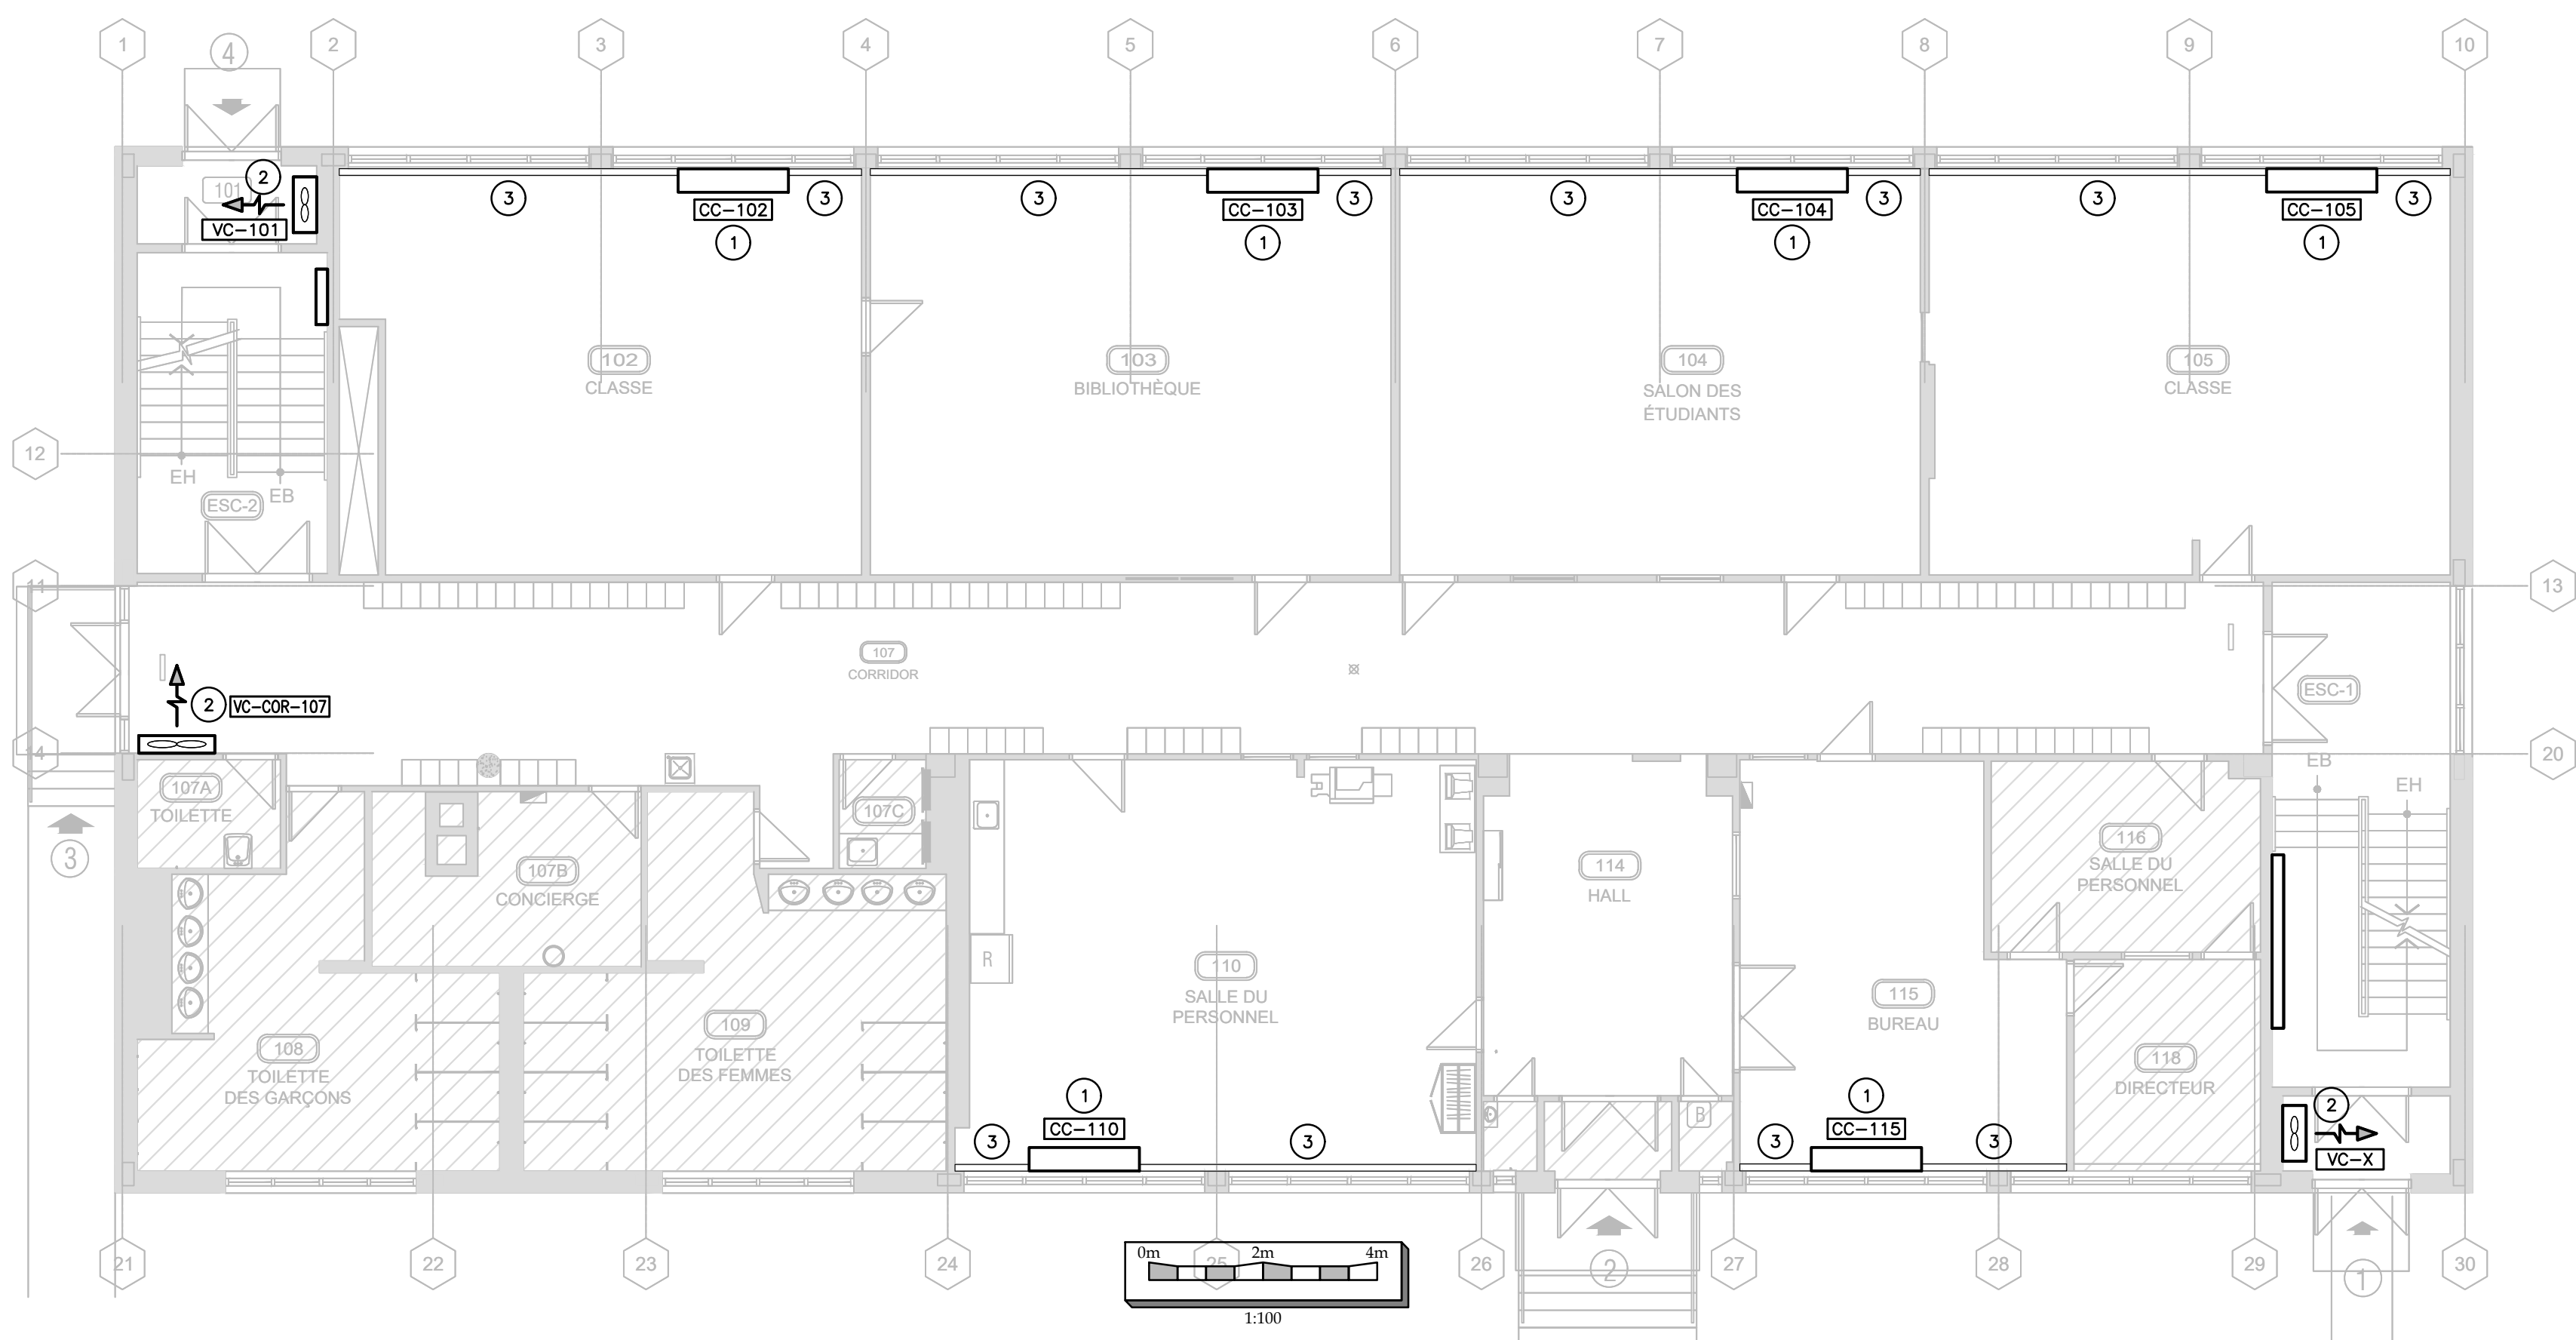 1
2
3
4
5
6
7
8
9
10
4
101
2
VC-101
3
CC-102
3
1
3
CC-103
3
1
3
CC-104
3
1
3
CC-105
3
1
102
CLASSE
103
BIBLIOTHÈQUE
104
SALON DES
ÉTUDIANTS
105
CLASSE
12
EH
EB
ESC-2
11
13
107
CORRIDOR
2
VC-COR-107
ESC-1
14
20
3
107A
TOILETTE
107B
CONCIERGE
107C
114
HALL
116
SALLE DU
PERSONNEL
EB
EH
R
110
SALLE DU
PERSONNEL
115
BUREAU
108
TOILETTE
DES GARÇONS
109
TOILETTE
DES FEMMES
118
DIRECTEUR
1
CC-110
3
3
B
1
CC-115
3
3
2
VC-X
21
22
23
24
25
26
27
28
29
30
2
1
0m 2m 4m
1:100